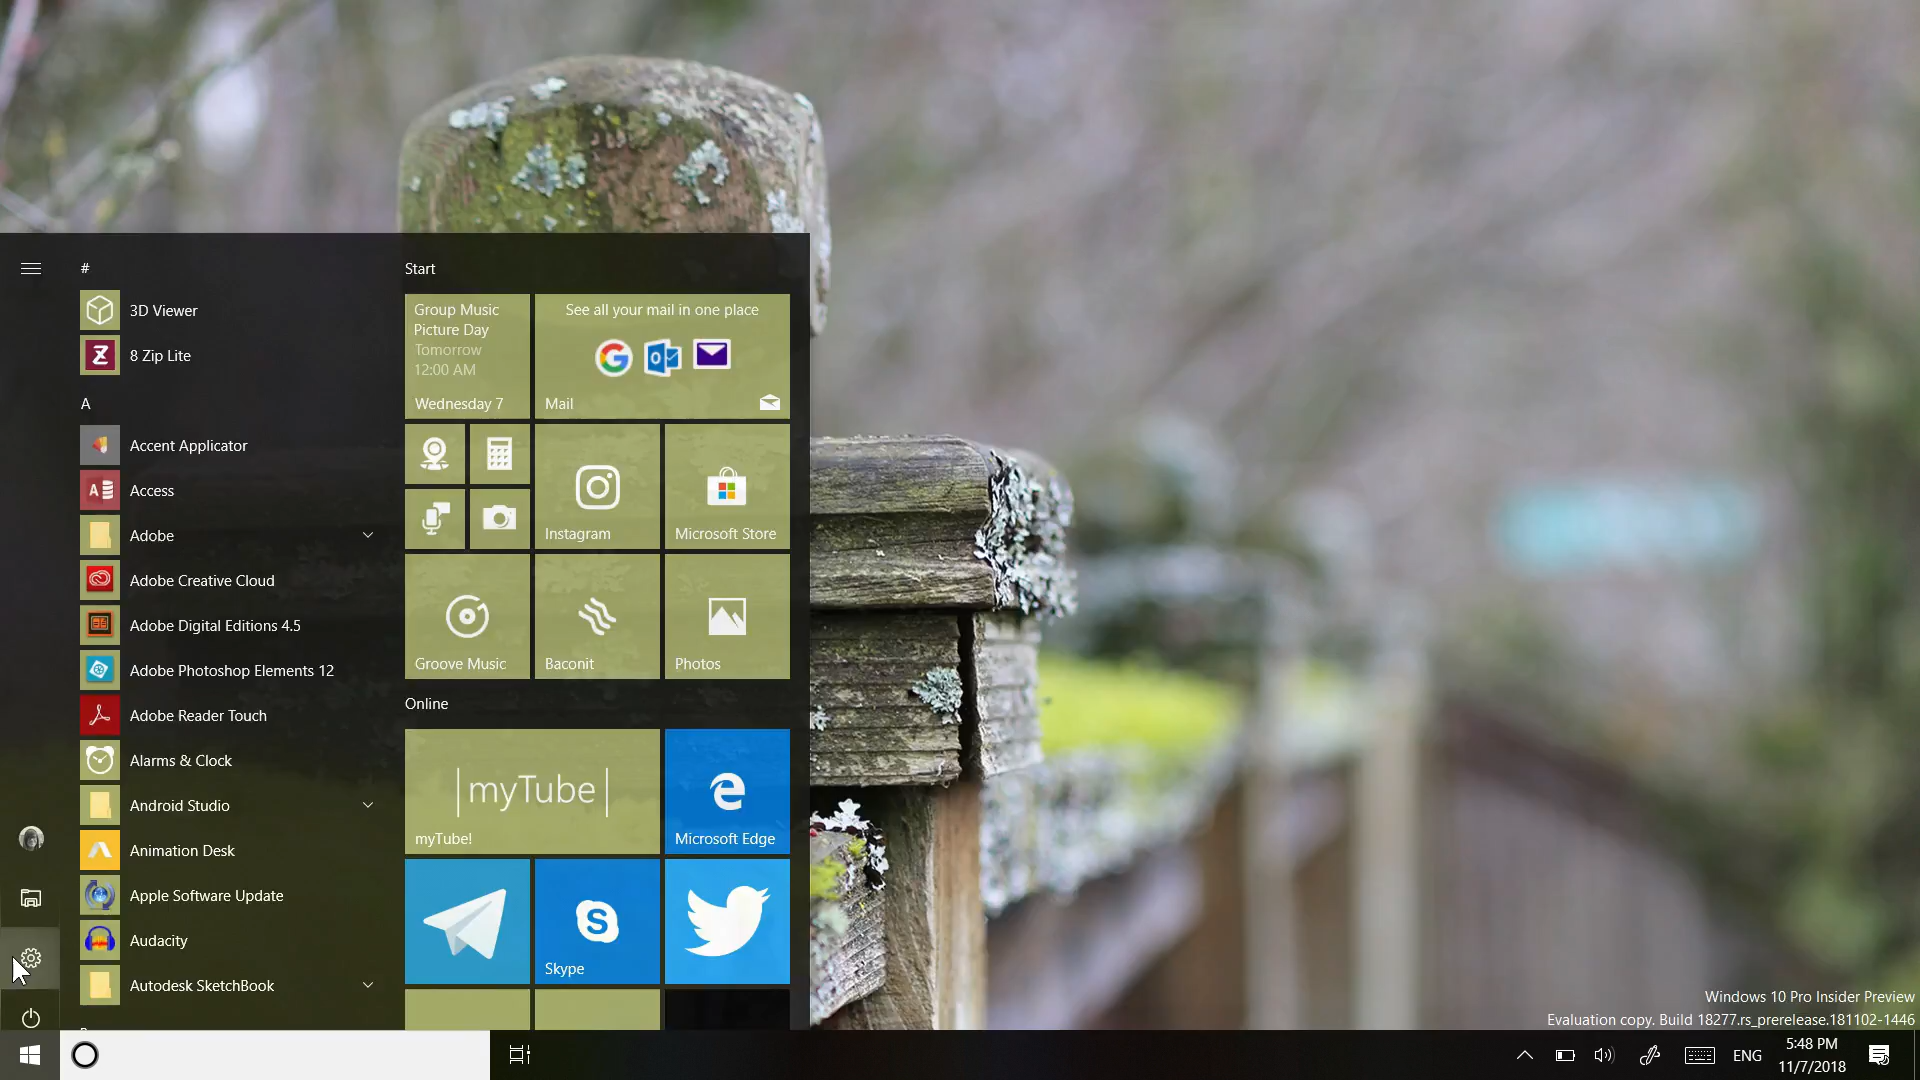 #
3D Viewer
8 Zip Lite
A
Accent Applicator
Access
Adobe
Adobe Creative Cloud
Adobe Digital Editions 4.5
Adobe Photoshop Elements 12
Adobe Reader Touch
Alarms & Clock
Android Studio
Animation Desk
Apple Software Update
Audacity
Autodesk SketchBook
Start
Group Music
Picture Day
Tomorrow
12:00 AM
Wednesday 7
See all your mail in one place
Mail
Instagram
Microsoft Store
Groove Music
Baconit
Photos
Online
myTube
myTube!
Microsoft Edge
Skype
Windows 10 Pro Insider Preview
Evaluation copy. Build 18277.rs_prerelease.181102-1446
ENG
5:48 PM
11/7/2018